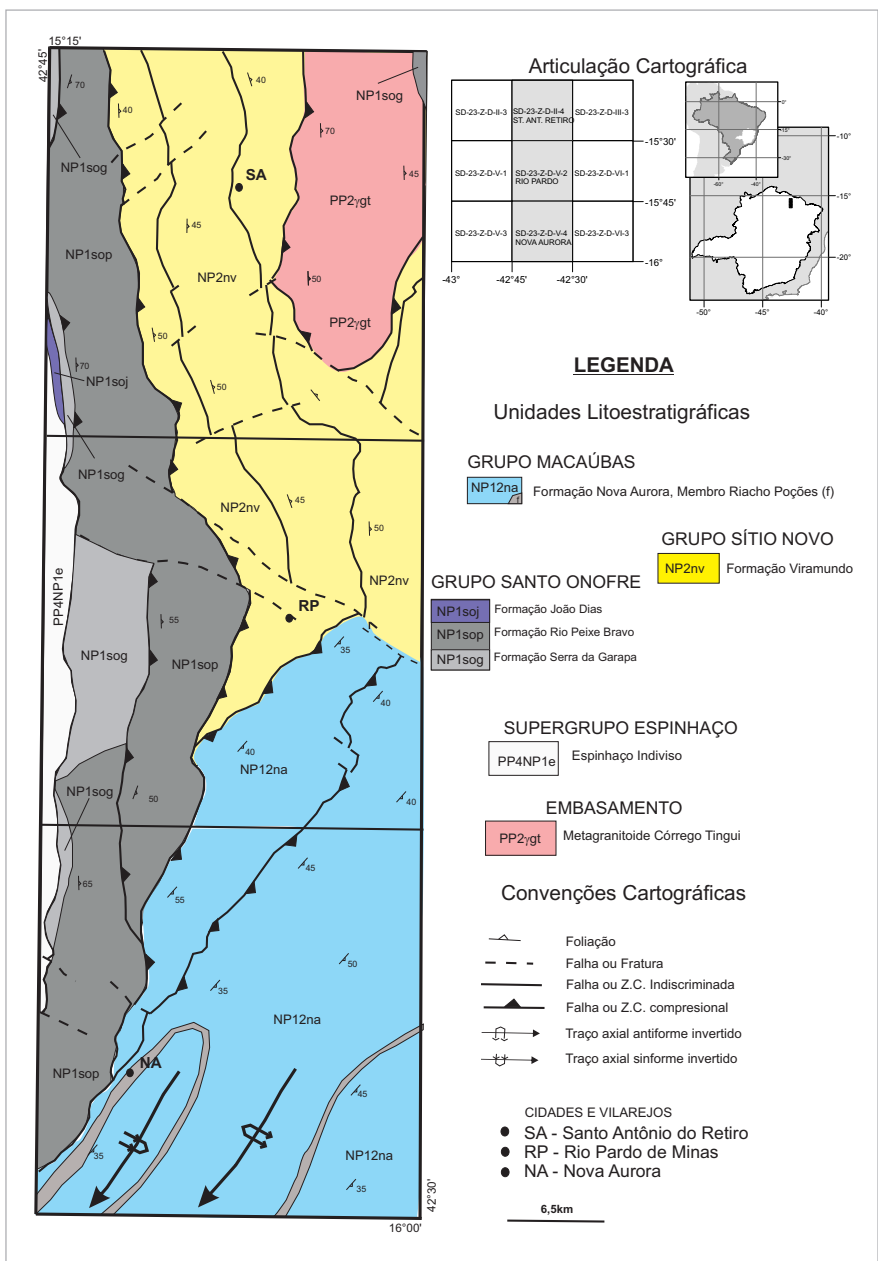 15°15'
42°45'
70
40
40
NP1sog
70
NP1sog
SA
45
PP2γgt
45
NP1sop
NP2nv
50
PP2γgt
50
70
NP1soj
50
NP1sog
NP2nv
45
50
NP2nv
PP4NP1e
RP
55
35
NP1sog
NP1sop
40
40
NP12na
NP1sog
50
40
45
65
55
50
35
NP12na
NP1sop
NA
45
35
NP12na
35
42°30'
16°00'
Articulação Cartográfica
SD-23-Z-D-II-3
SD-23-Z-D-II-4
ST. ANT. RETIRO
SD-23-Z-D-III-3
-15°30'
SD-23-Z-D-V-1
SD-23-Z-D-V-2
RIO PARDO
SD-23-Z-D-VI-1
-15°45'
SD-23-Z-D-V-3
SD-23-Z-D-V-4
NOVA AURORA
SD-23-Z-D-VI-3
-16°
-43°
-42°45'
-42°30'
0°
-15°
-30°
-60°
-40°
-10°
-15°
-20°
-50°
-45°
-40°
LEGENDA
Unidades Litoestratigráficas
GRUPO MACAÚBAS
NP12na
f
Formação Nova Aurora, Membro Riacho Poções (f)
GRUPO SÍTIO NOVO
NP2nv
Formação Viramundo
GRUPO SANTO ONOFRE
NP1soj
Formação João Dias
NP1sop
Formação Rio Peixe Bravo
NP1sog
Formação Serra da Garapa
SUPERGRUPO ESPINHAÇO
PP4NP1e
Espinhaço Indiviso
EMBASAMENTO
PP2γgt
Metagranitoide Córrego Tingui
Convenções Cartográficas
Foliação
Falha ou Fratura
Falha ou Z.C. Indiscriminada
Falha ou Z.C. compresional
Traço axial antiforme invertido
Traço axial sinforme invertido
CIDADES E VILAREJOS
SA - Santo Antônio do Retiro
RP - Rio Pardo de Minas
NA - Nova Aurora
6,5km